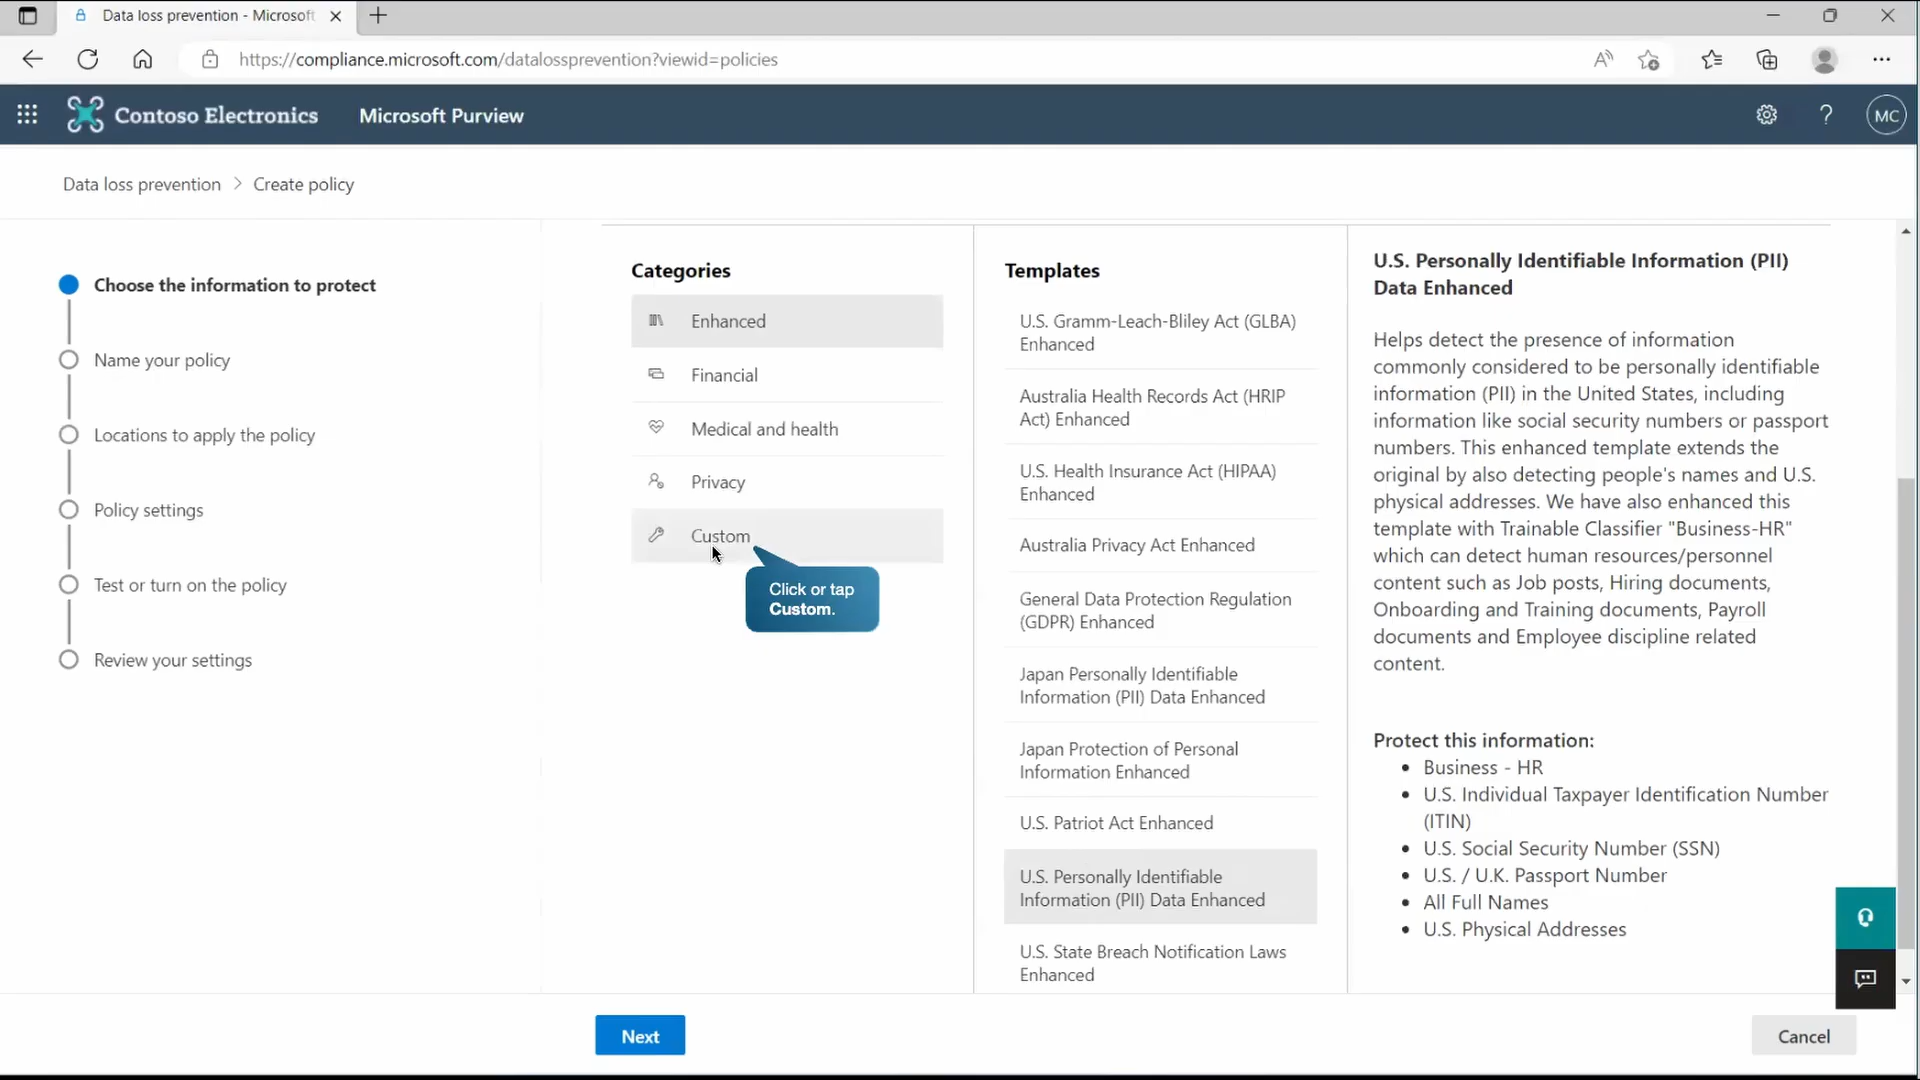 Data loss prevention - Microsoft
https://compliance.microsoft.com/datalossprevention?viewid=policies
Contoso Electronics
Microsoft Purview
MC
Data loss prevention > Create policy
Choose the information to protect
Name your policy
Locations to apply the policy
Policy settings
Test or turn on the policy
Review your settings
Categories
Enhanced
Financial
Medical and health
Privacy
Custom
Click or tap
Custom.
Templates
U.S. Gramm-Leach-Bliley Act (GLBA)
Enhanced
Australia Health Records Act (HRIP
Act) Enhanced
U.S. Health Insurance Act (HIPAA)
Enhanced
Australia Privacy Act Enhanced
General Data Protection Regulation
(GDPR) Enhanced
Japan Personally Identifiable
Information (PII) Data Enhanced
Japan Protection of Personal
Information Enhanced
U.S. Patriot Act Enhanced
U.S. Personally Identifiable
Information (PII) Data Enhanced
U.S. State Breach Notification Laws
Enhanced
U.S. Personally Identifiable Information (PII)
Data Enhanced
Helps detect the presence of information
commonly considered to be personally identifiable
information (PII) in the United States, including
information like social security numbers or passport
numbers. This enhanced template extends the
original by also detecting people's names and U.S.
physical addresses. We have also enhanced this
template with Trainable Classifier "Business-HR"
which can detect human resources/personnel
content such as Job posts, Hiring documents,
Onboarding and Training documents, Payroll
documents and Employee discipline related
content.
Protect this information:
• Business - HR
• U.S. Individual Taxpayer Identification Number
(ITIN)
• U.S. Social Security Number (SSN)
• U.S. / U.K. Passport Number
• All Full Names
• U.S. Physical Addresses
Next
Cancel